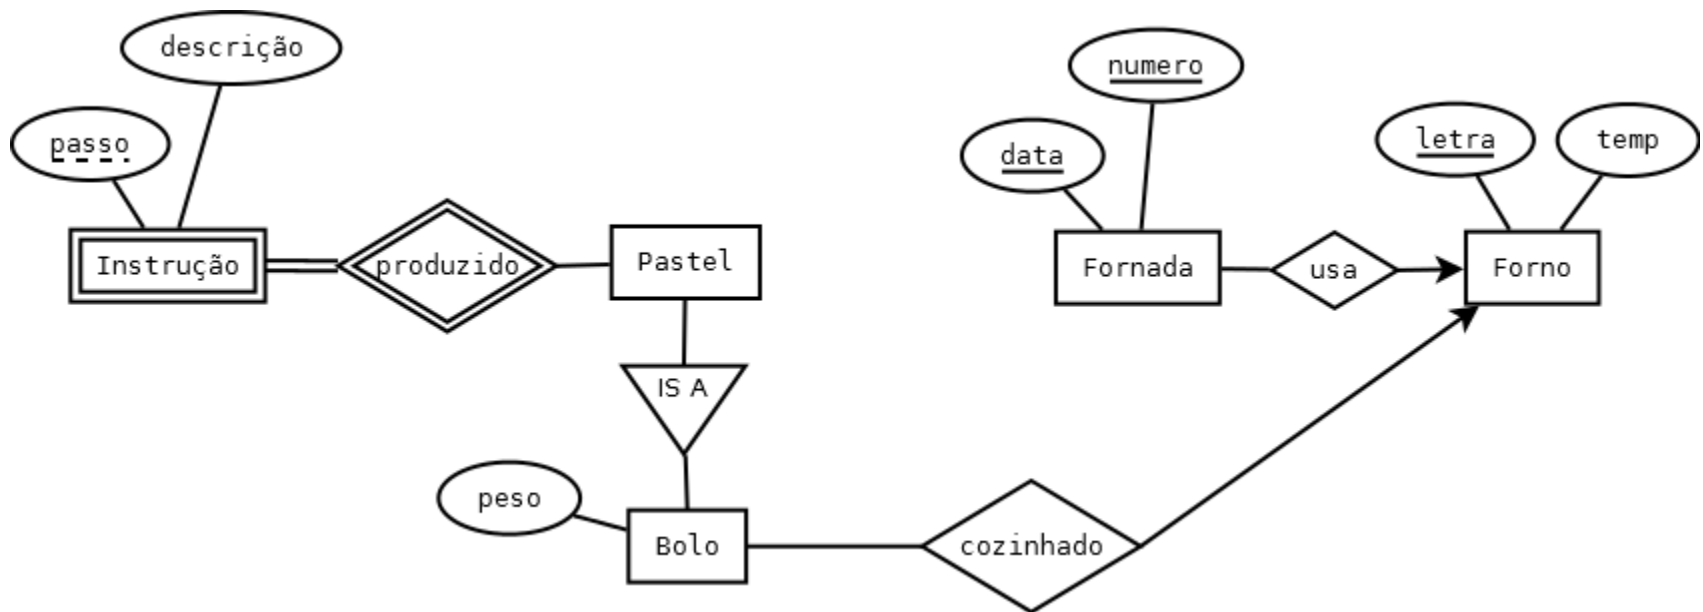 descrição
numero
passo
data
letra
temp
Instrução
produzido
Pastel
Fornada
usa
Forno
IS A
peso
Bolo
cozinhado